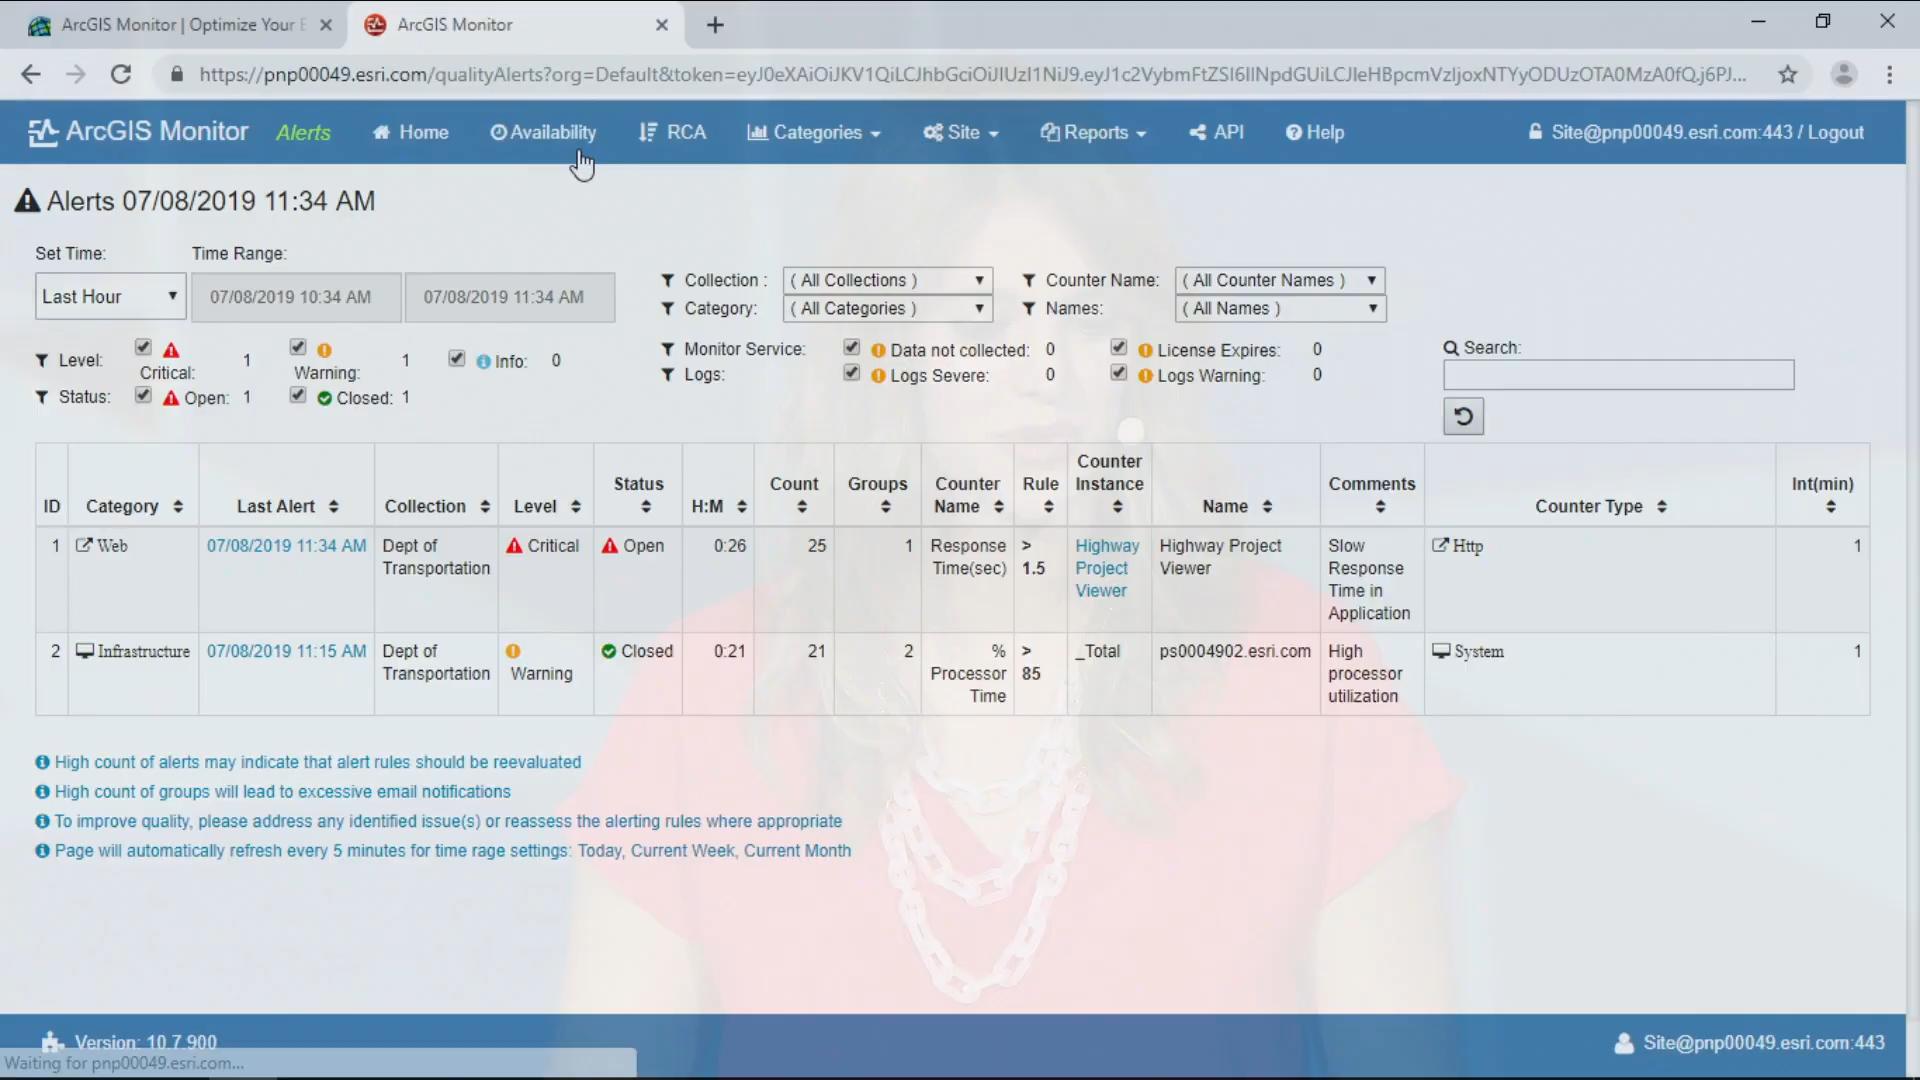 ArcGIS Monitor | Optimize Your E
ArcGIS Monitor
https://pnp00049.esri.com/qualityAlerts?org=Default&token=eyJ0eXAiOiJKV1QiLCJhbGciOiJIUzI1NiJ9.eyJ1c2VybmFtZSI6IlNpdGUiLCJleHBpcmVzIjoxNTYyODUzOTA0MzA0fQ.j6PJ...
ArcGIS Monitor Alerts Home Availability RCA Categories Site Reports API Help Site@pnp00049.esri.com:443 / Logout
Alerts 07/08/2019 11:34 AM
Set Time: Time Range:
Last Hour 07/08/2019 10:34 AM 07/08/2019 11:34 AM
Collection : ( All Collections ) Counter Name: ( All Counter Names )
Category: ( All Categories ) Names: ( All Names )
Level: Critical: 1 Warning: 1 Info: 0
Status: Open: 1 Closed: 1
Monitor Service: Data not collected: 0 License Expires: 0
Logs: Logs Severe: 0 Logs Warning: 0
Search:
ID Category Last Alert Collection Level Status H:M Count Groups Counter Name Rule Counter Instance Name Comments Counter Type Int(min)
1 Web 07/08/2019 11:34 AM Dept of Transportation Critical Open 0:26 25 1 Response Time(sec) > 1.5 Highway Project Viewer Highway Project Viewer Slow Response Time in Application Http 1
2 Infrastructure 07/08/2019 11:15 AM Dept of Transportation Warning Closed 0:21 21 2 % Processor Time > 85 _Total ps0004902.esri.com High processor utilization System 1
High count of alerts may indicate that alert rules should be reevaluated
High count of groups will lead to excessive email notifications
To improve quality, please address any identified issue(s) or reassess the alerting rules where appropriate
Page will automatically refresh every 5 minutes for time rage settings: Today, Current Week, Current Month
Version: 10.7.900
Site@pnp00049.esri.com:443
Waiting for pnp00049.esri.com...